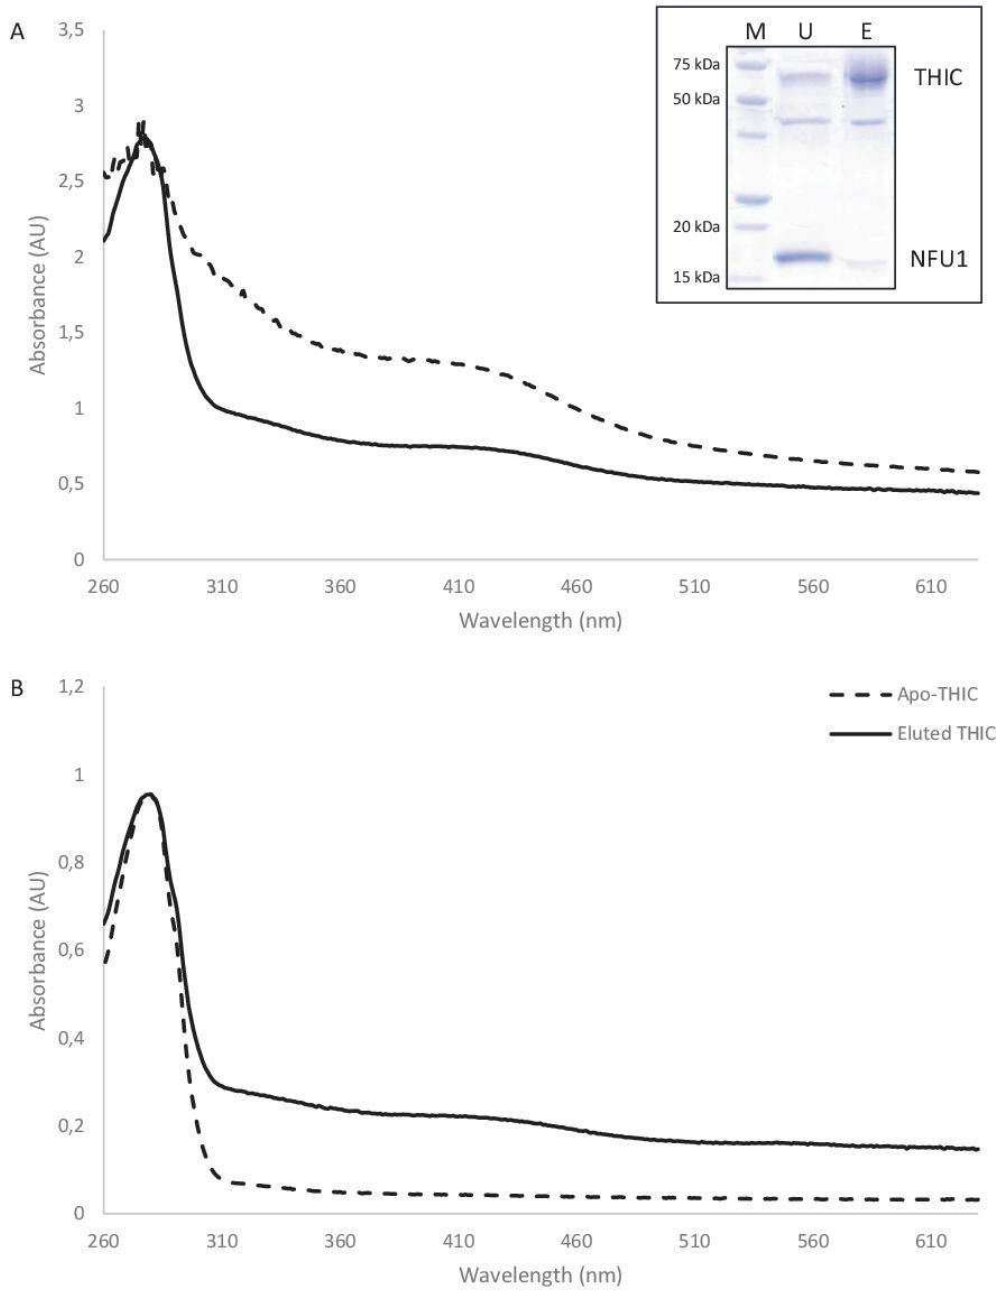 A
3,5
3
2,5
2
1,5
1
0,5
0
Absorbance (AU)
260 310 360 410 460 510 560 610
Wavelength (nm)
M U E
75 kDa
50 kDa
20 kDa
15 kDa
THIC
NFU1
B
1,2
1
0,8
0,6
0,4
0,2
0
Absorbance (AU)
260 310 360 410 460 510 560 610
Wavelength (nm)
Apo-THIC
Eluted THIC